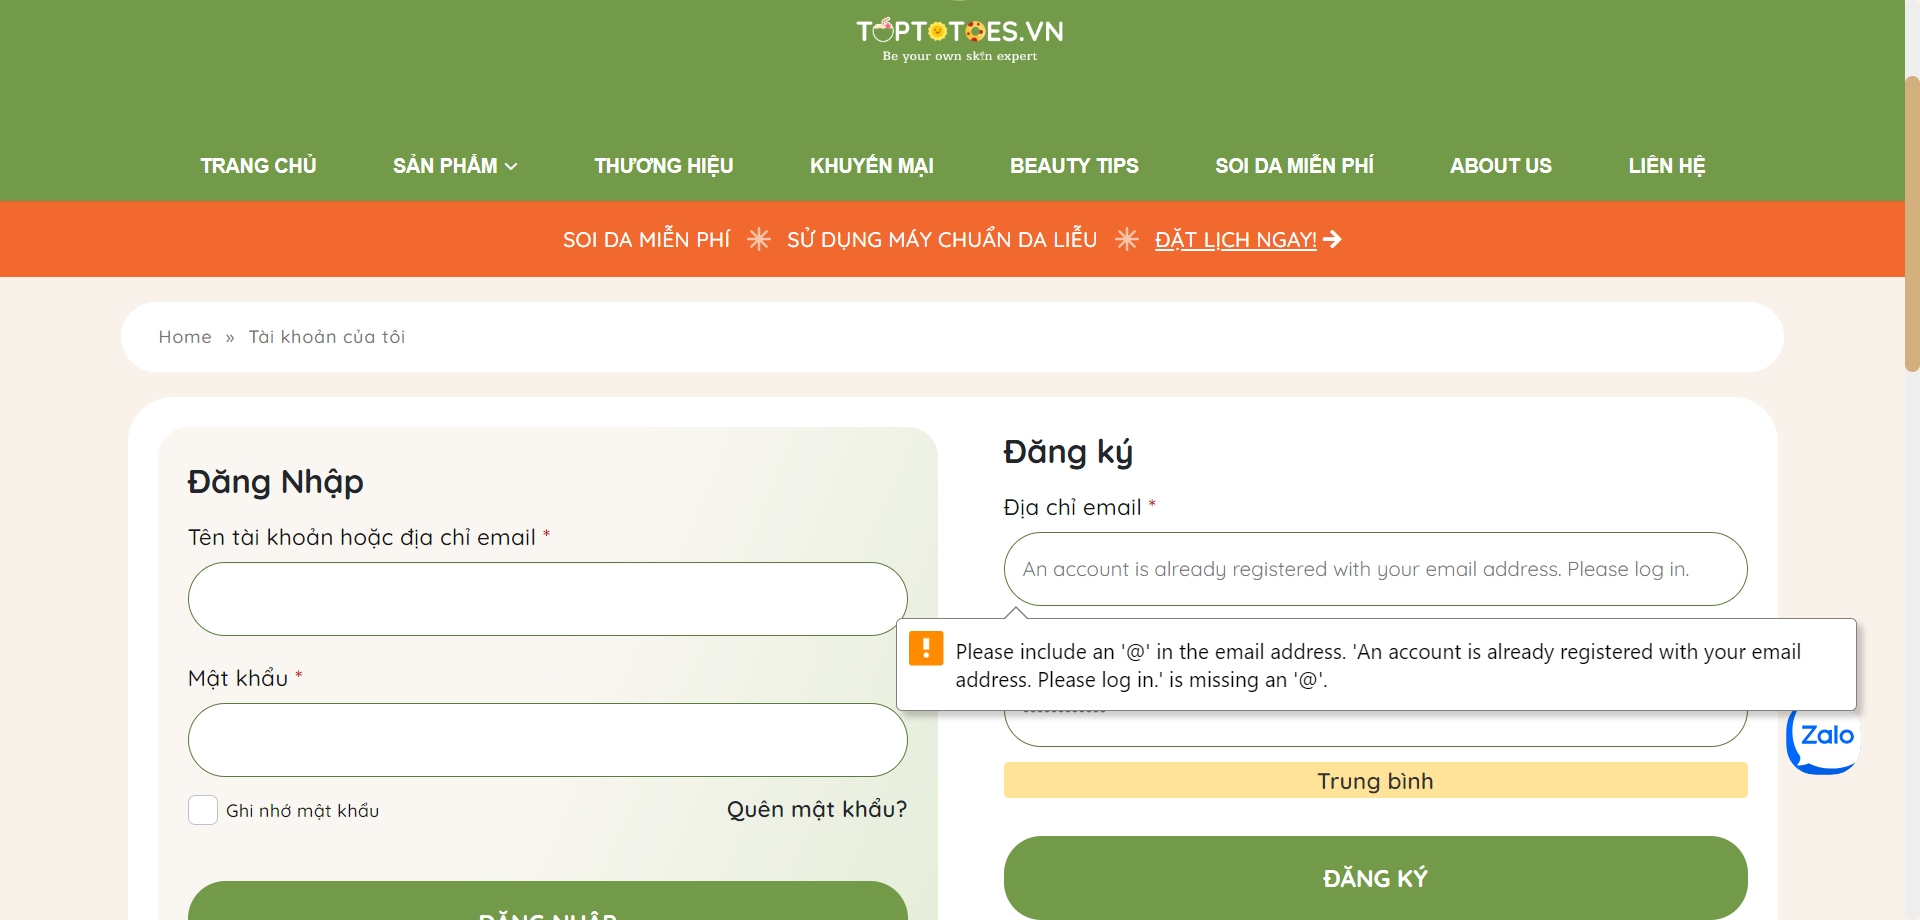 TOPTOTOES.VN
Be your own skin expert
TRANG CHỦ
SẢN PHẨM
THƯƠNG HIỆU
KHUYẾN MẠI
BEAUTY TIPS
SOI DA MIỄN PHÍ
ABOUT US
LIÊN HỆ
SOI DA MIỄN PHÍ
SỬ DỤNG MÁY CHUẨN DA LIỄU
ĐẶT LỊCH NGAY!
Home » Tài khoản của tôi
Đăng Nhập
Tên tài khoản hoặc địa chỉ email *
Mật khẩu *
Ghi nhớ mật khẩu
Quên mật khẩu?
ĐĂNG NHẬP
Đăng ký
Địa chỉ email *
An account is already registered with your email address. Please log in.
Please include an '@' in the email address. 'An account is already registered with your email
address. Please log in.' is missing an '@'.
Zalo
Trung bình
ĐĂNG KÝ